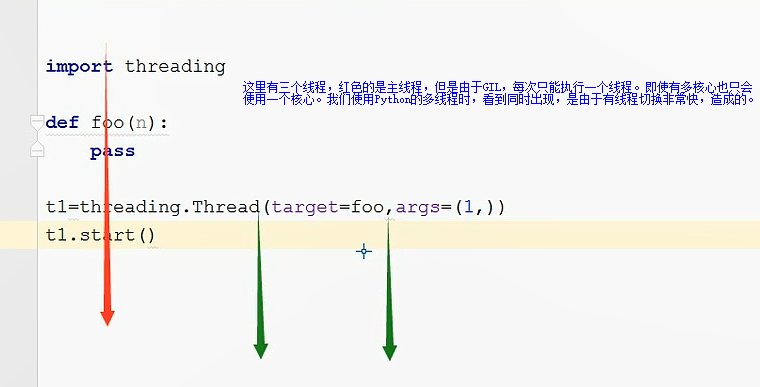 import threading
这里有三个线程，红色的是主线程，但是由于GIL，每次只能执行一个线程。即使有多核心也只会
使用一个核心。我们使用Python的多线程时，看到同时出现，是由于有线程切换非常快，造成的。
def foo(n):
pass
t1=threading.Thread(target=foo,args=(1,))
t1.start()